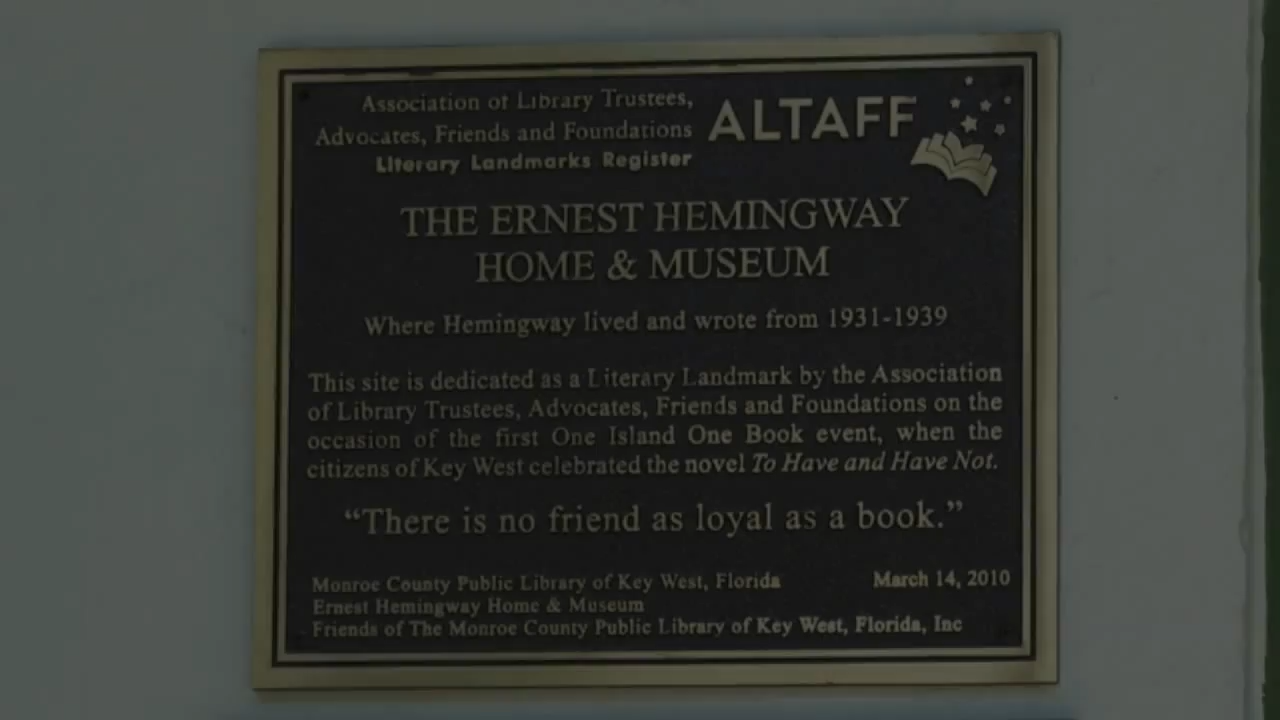 Association of Library Trustees,
Advocates, Friends and Foundations
Literary Landmarks Register
ALTAFF
THE ERNEST HEMINGWAY
HOME & MUSEUM
Where Hemingway lived and wrote from 1931-1939
This site is dedicated as a Literary Landmark by the Association
of Library Trustees, Advocates, Friends and Foundations on the
occasion of the first One Island One Book event, when the
citizens of Key West celebrated the novel To Have and Have Not.
“There is no friend as loyal as a book.”
Monroe County Public Library of Key West, Florida March 14, 2010
Ernest Hemingway Home & Museum
Friends of The Monroe County Public Library of Key West, Florida, Inc